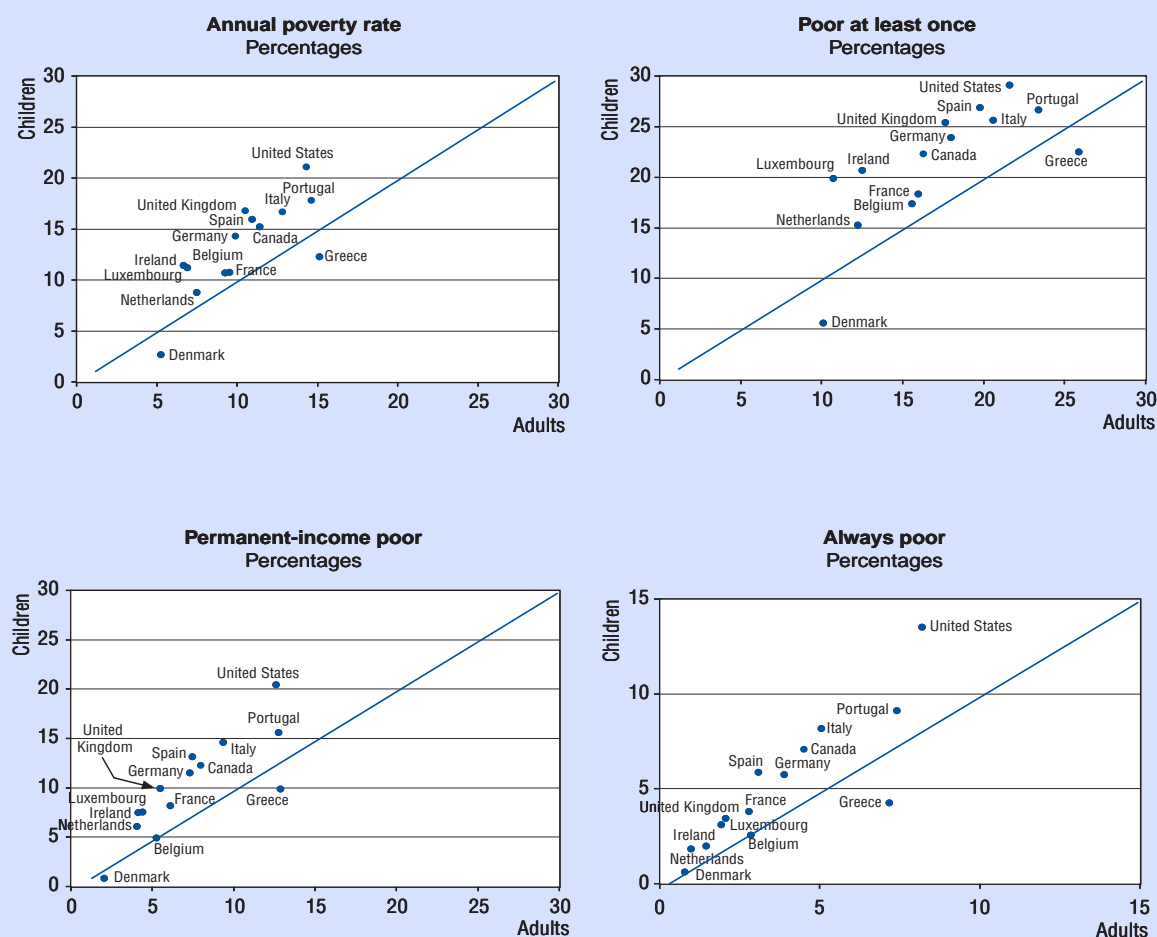 Annual poverty rate
Percentages
Children
30
25
20
15
10
5
0
United States
Portugal
Italy
United Kingdom
Spain
Germany
Canada
Belgium
Ireland
Greece
France
Luxembourg
Netherlands
Denmark
0 5 10 15 20 25 30
Adults
Poor at least once
Percentages
Children
30
25
20
15
10
5
0
United States
Portugal
Spain
United Kingdom
Italy
Germany
Canada
Ireland
Luxembourg
Greece
France
Belgium
Netherlands
Denmark
0 5 10 15 20 25 30
Adults
Permanent-income poor
Percentages
Children
30
25
20
15
10
5
0
United States
Portugal
United
Kingdom
Italy
Spain
Germany
Canada
Luxembourg
France
Greece
Ireland
Netherlands
Belgium
Denmark
0 5 10 15 20 25 30
Adults
Always poor
Percentages
Children
15
10
5
0
United States
Portugal
Italy
Canada
Spain
Germany
France
Greece
United Kingdom
Luxembourg
Ireland
Belgium
Netherlands
Denmark
0 5 10 15
Adults